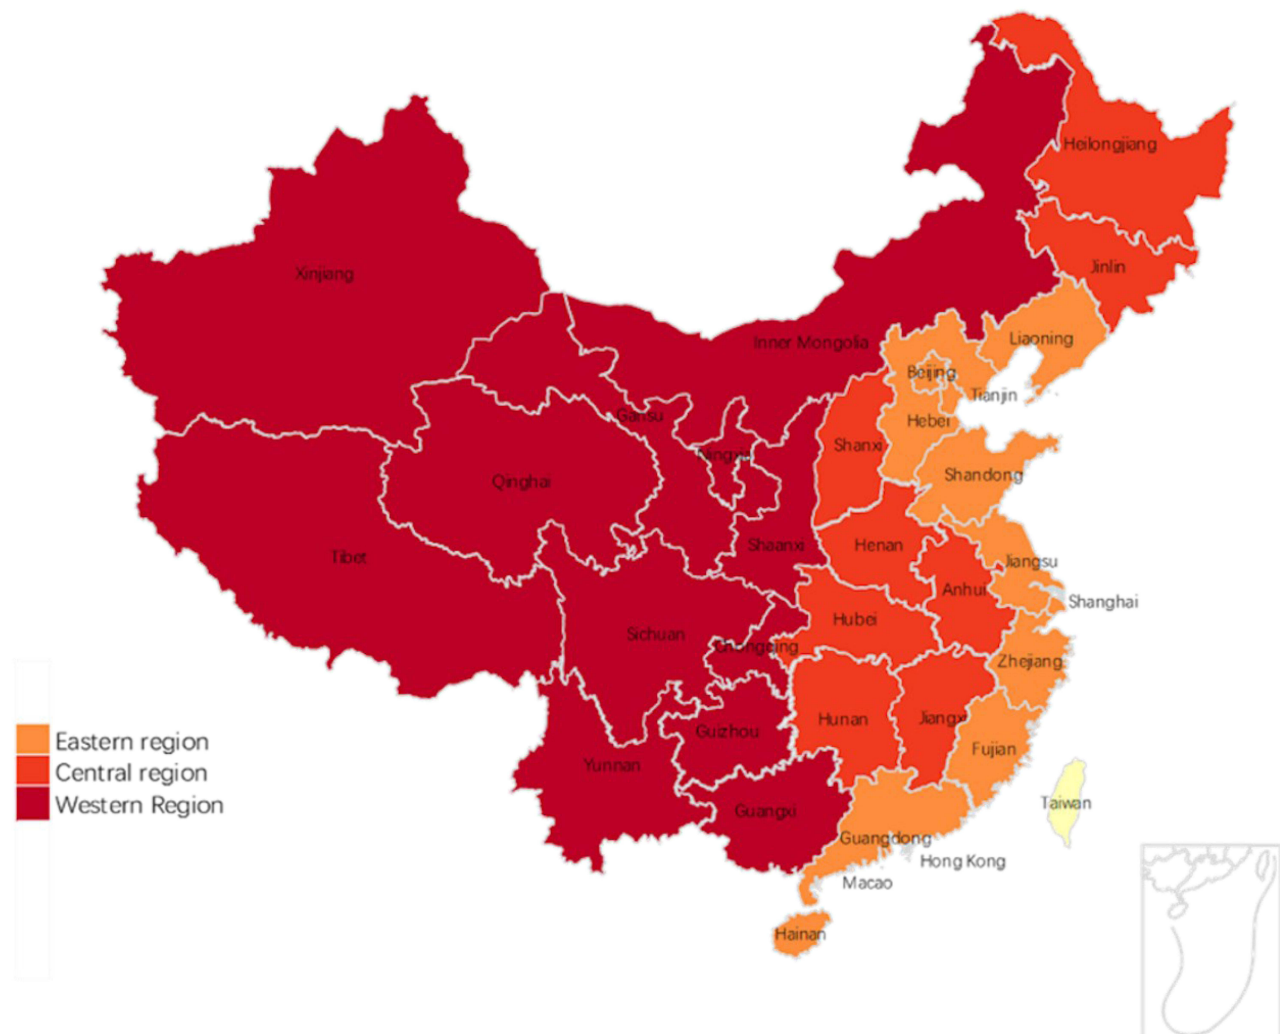 Heilongjiang
Jinlin
Xinjiang
Liaoning
Inner Mongolia
Beijing
Tianjin
Gansu
Hebei
Shanxi
Ningxia
Shandong
Qinghai
Shaanxi
Henan
Tibet
Jiangsu
Anhui
Shanghai
Hubei
Sichuan
Chongqing
Zhejiang
Hunan
Jiangxi
Guizhou
Fujian
Eastern region
Yunnan
Central region
Western Region
Taiwan
Guangxi
Guangdong
Hong Kong
Macao
Hainan